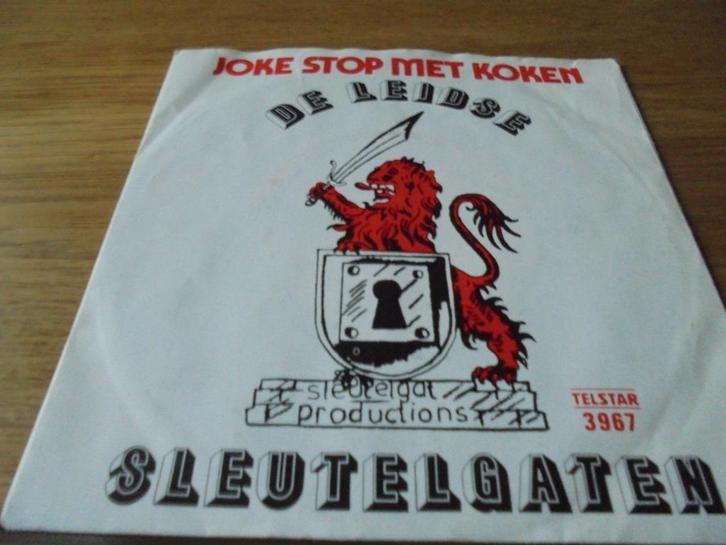 JOKE STOP MET KOKEN
DE LEIDSE
sleutelgat
productions
TELSTAR
3967
SLEUTELGATEN